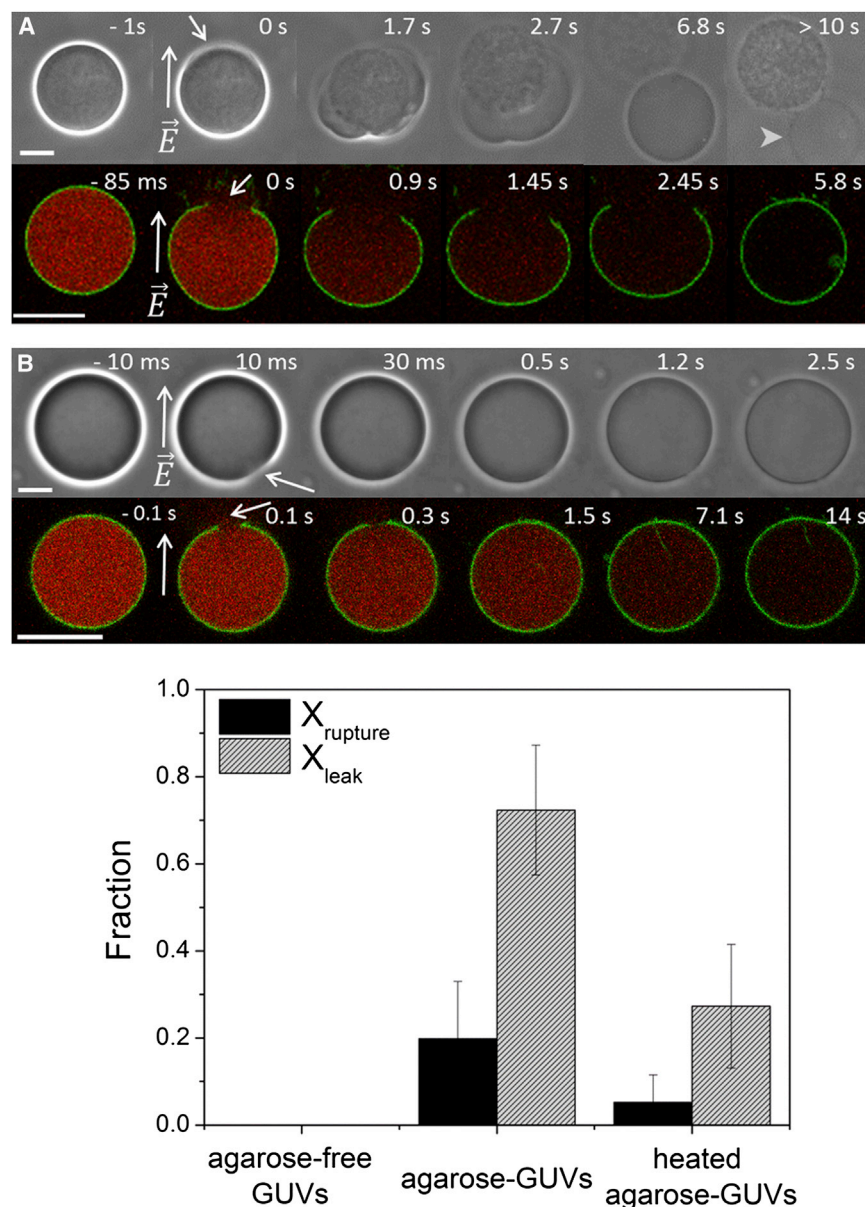 A
- 1s
0 s
1.7 s
2.7 s
6.8 s
> 10 s
E
- 85 ms
0 s
0.9 s
1.45 s
2.45 s
5.8 s
E
B
- 10 ms
10 ms
30 ms
0.5 s
1.2 s
2.5 s
E
- 0.1 s
0.1 s
0.3 s
1.5 s
7.1 s
14 s
1.0
0.8
0.6
0.4
0.2
0.0
Fraction
X rupture
X leak
agarose-free
GUVs
agarose-GUVs
heated
agarose-GUVs